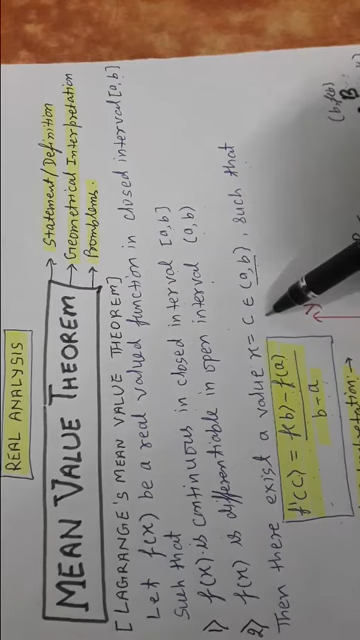 REAL ANALYSIS
MEAN VALUE THEOREM
→ Statement/Definition
→ Geometrical Interpretation
→ Bomblems.
[LAGRANGE'S MEAN VALUE THEOREM]
Let f(x) be a real valued function in closed interval [a,b]
Such that
1) f(x) is continuous in closed interval [a,b]
2) f(x) is differentiable in open interval (a,b)
Then there exist a value x = c ∈ (a,b), such that
f'(c) = f(b) - f(a)
b - a
B